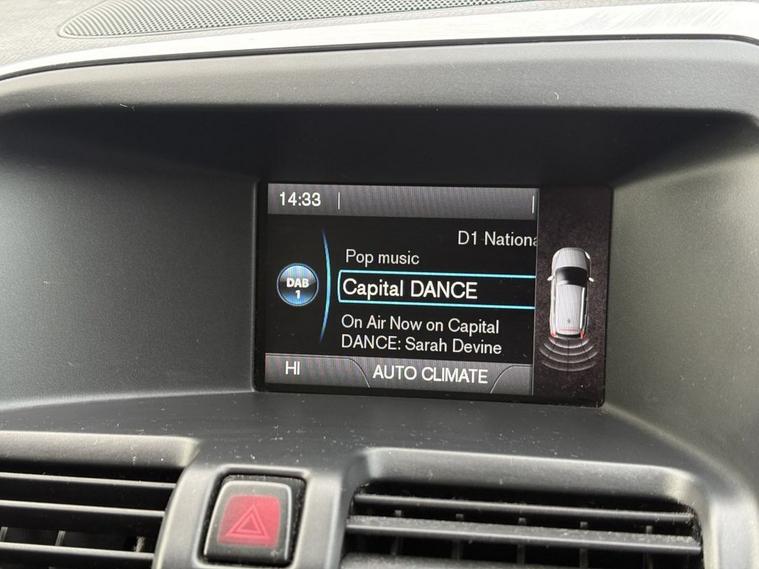 14:33
D1 Nationa
Pop music
DAB
1
Capital DANCE
On Air Now on Capital
DANCE: Sarah Devine
HI
AUTO CLIMATE